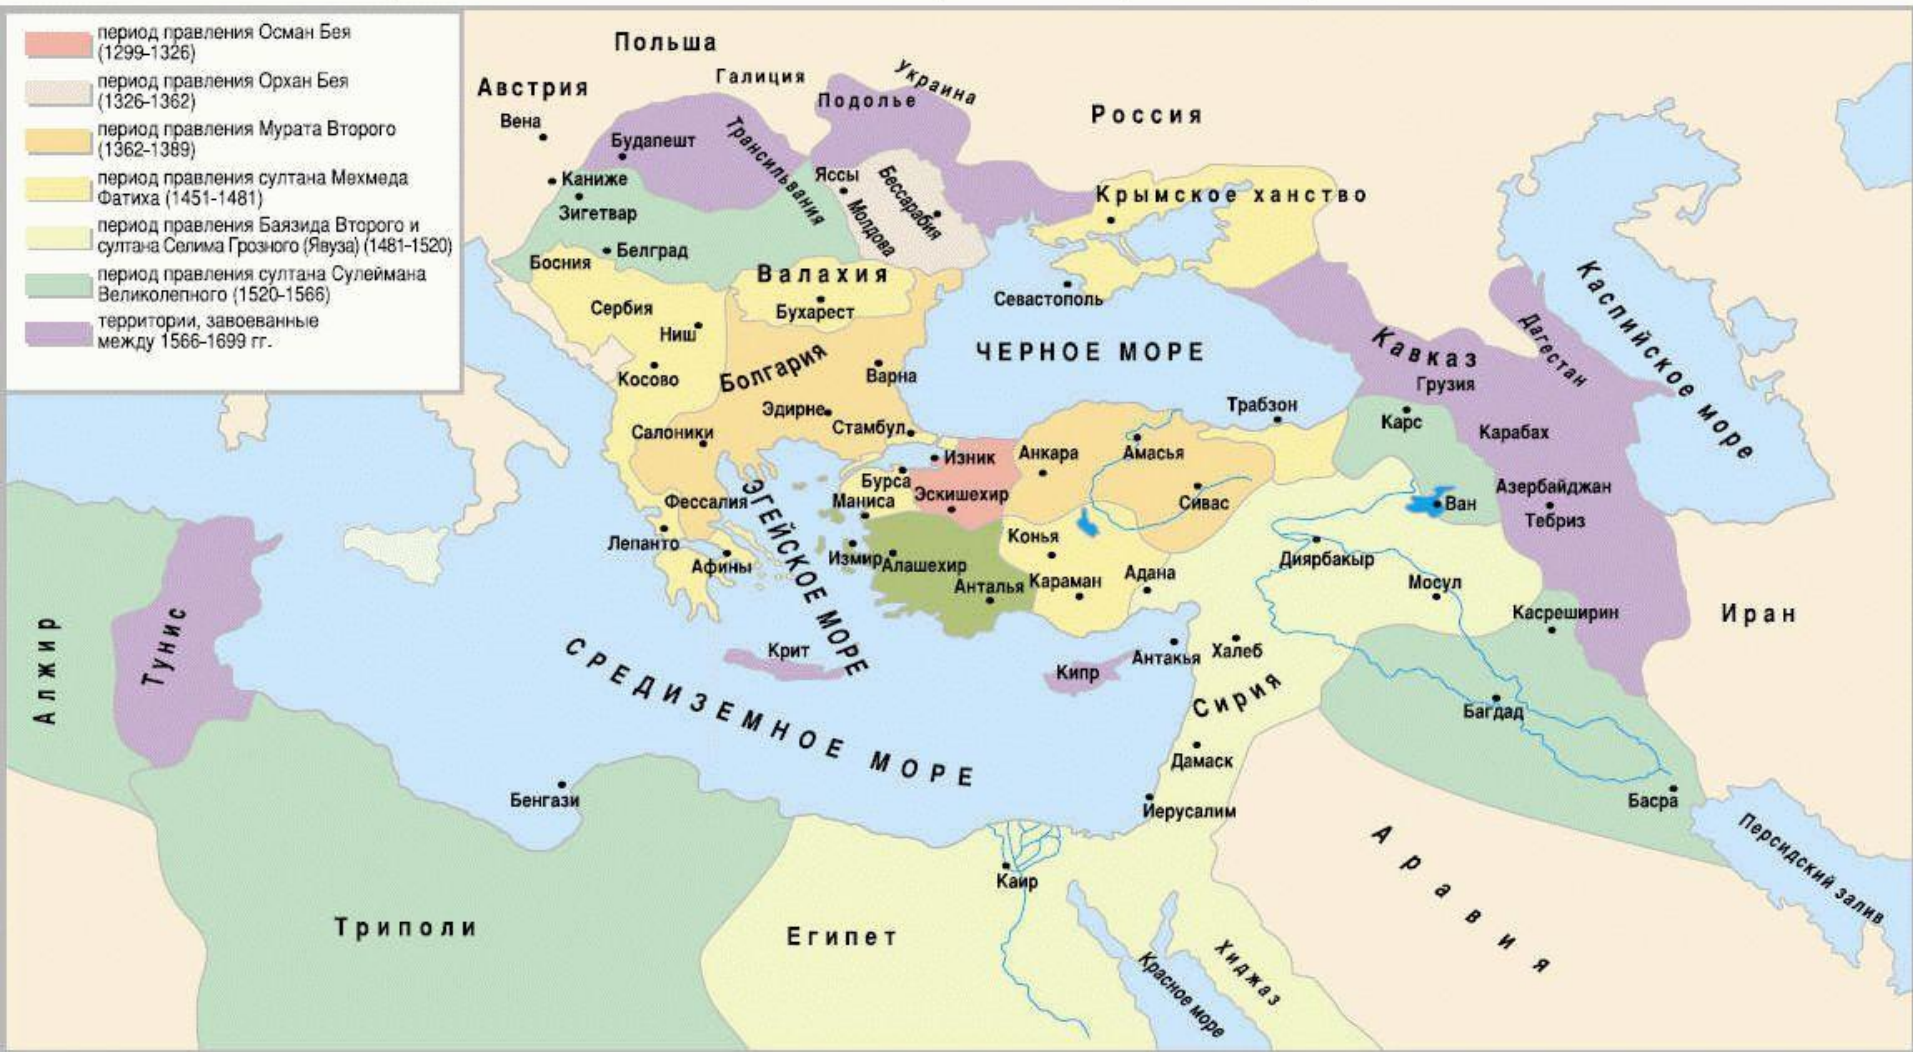 период правления Осман Бея
(1299-1326)
период правления Орхан Бея
(1326-1362)
период правления Мурата Второго
(1362-1389)
период правления султана Мехмеда
Фатиха (1451-1481)
период правления Баязида Второго и
султана Селима Грозного (Явуза) (1481-1520)
период правления султана Сулеймана
Великолепного (1520-1566)
территории, завоеванные
между 1566-1699 гг.
Польша
Галиция
Украина
Австрия
Подолье
Россия
Вена
Будапешт
Трансильвания
Каниже
Яссы
Бессарабия
Крымское ханство
Зигетвар
Молдова
Белград
Босния
Валахия
Севастополь
Сербия
Бухарест
Ниш
Каспийское море
ЧЕРНОЕ МОРЕ
Кавказ
Дагестан
Косово
Болгария
Варна
Грузия
Эдирне
Стамбул
Трабзон
Карс
Карабах
Салоники
Изник
Анкара
Амасья
Бурса
Эскишехир
Маниса
Фессалия
Сивас
Ван
Азербайджан
Тебриз
ЭГЕЙСКОЕ МОРЕ
Лепанто
Афины
Измир
Алашехир
Конья
Диярбакыр
Анталья
Караман
Адана
Мосул
Касреширин
Иран
Алжир
Тунис
Крит
Кипр
Антакья
Халеб
СРЕДИЗЕМНОЕ МОРЕ
Сирия
Багдад
Дамаск
Бенгази
Иерусалим
Басра
Персидский залив
Аравия
Каир
Триполи
Египет
Хиджаз
Красное море